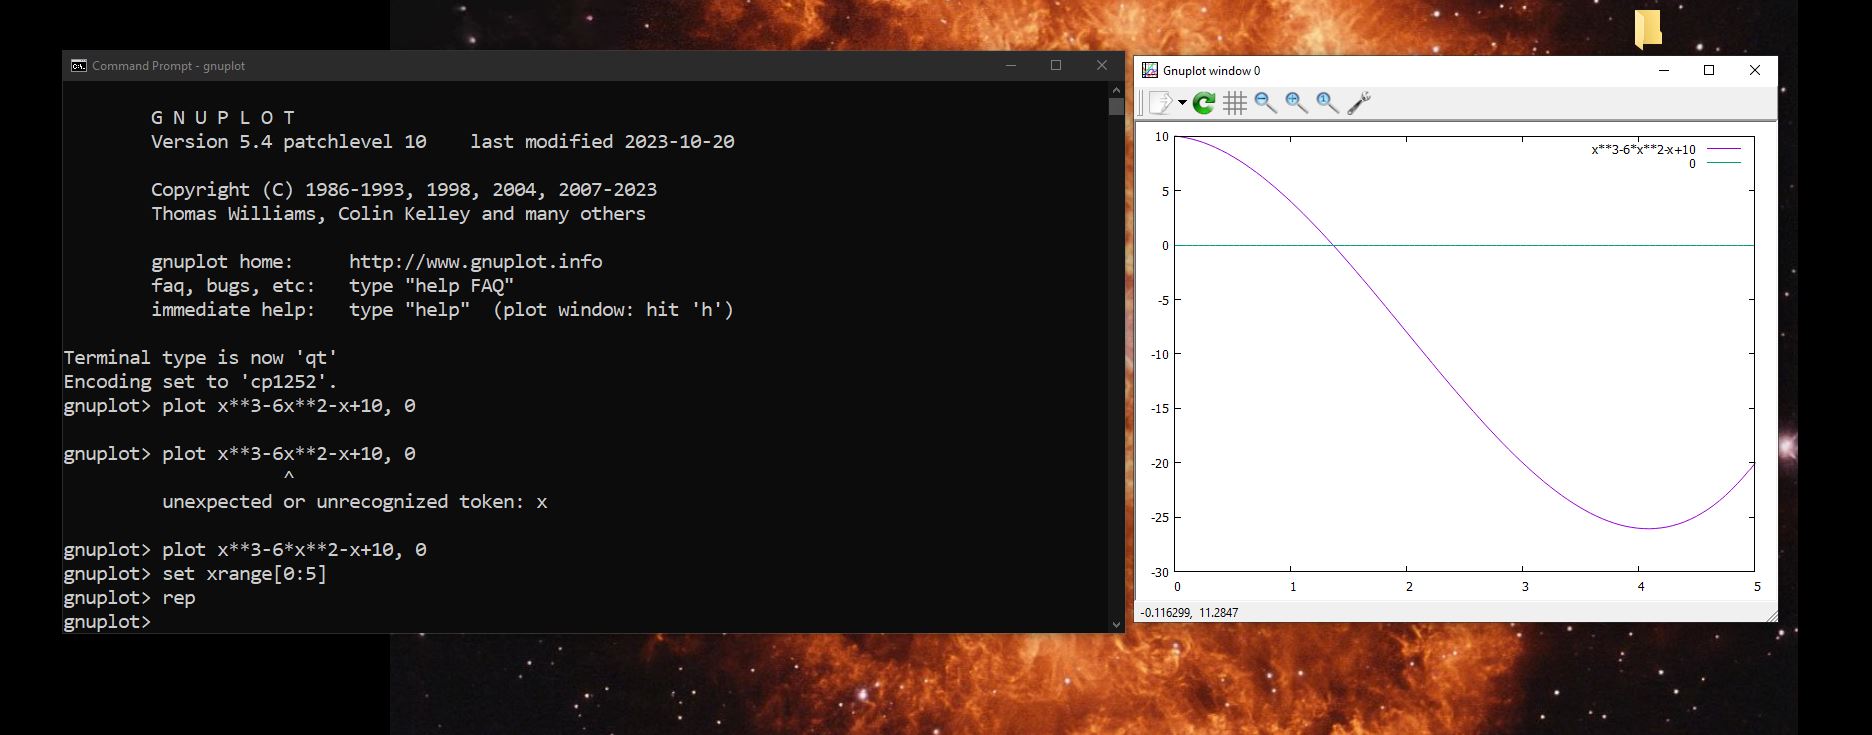 Command Prompt - gnuplot
G N U P L O T
Version 5.4 patchlevel 10    last modified 2023-10-20
Copyright (C) 1986-1993, 1998, 2004, 2007-2023
Thomas Williams, Colin Kelley and many others
gnuplot home:     http://www.gnuplot.info
faq, bugs, etc:   type "help FAQ"
immediate help:   type "help"  (plot window: hit 'h')
Terminal type is now 'qt'
Encoding set to 'cp1252'.
gnuplot> plot x**3-6x**2-x+10, 0
gnuplot> plot x**3-6x**2-x+10, 0
^
unexpected or unrecognized token: x
gnuplot> plot x**3-6*x**2-x+10, 0
gnuplot> set xrange[0:5]
gnuplot> rep
gnuplot>
Gnuplot window 0
x**3-6*x**2-x+10
0
10
5
0
-5
-10
-15
-20
-25
-30
0 1 2 3 4 5
-0.116299, 11.2847